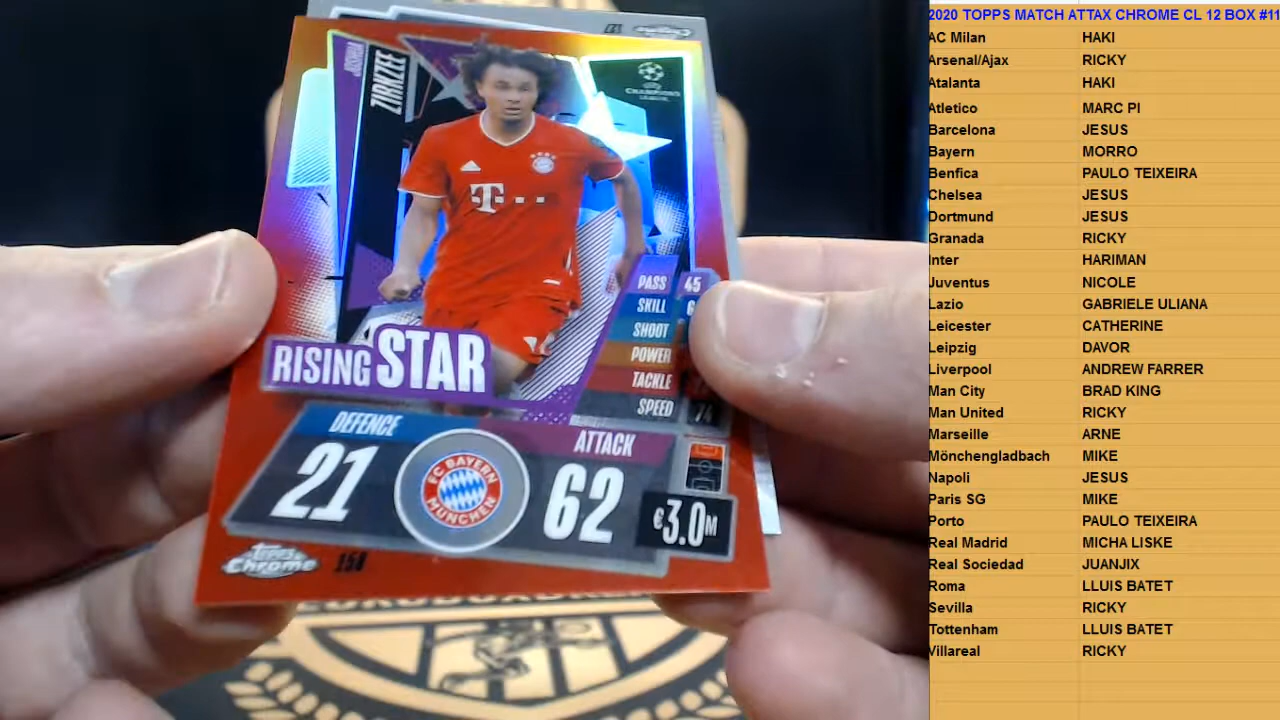 2020 TOPPS MATCH ATTAX CHROME CL 12 BOX #11
AC Milan HAKI
Arsenal/Ajax RICKY
Atalanta HAKI
Atletico MARC PI
Barcelona JESUS
Bayern MORRO
Benfica PAULO TEIXEIRA
Chelsea JESUS
Dortmund JESUS
Granada RICKY
Inter HARIMAN
Juventus NICOLE
Lazio GABRIELE ULIANA
Leicester CATHERINE
Leipzig DAVOR
Liverpool ANDREW FARRER
Man City BRAD KING
Man United RICKY
Marseille ARNE
Mönchengladbach MIKE
Napoli JESUS
Paris SG MIKE
Porto PAULO TEIXEIRA
Real Madrid MICHA LISKE
Real Sociedad JUANJIX
Roma LLUIS BATET
Sevilla RICKY
Tottenham LLUIS BATET
Villareal RICKY
JOSHUA
ZIRKZEE
CHAMPIONS
LEAGUE
T
PASS 45
SKILL
SHOOT
POWER
TACKLE
SPEED 74
RISING STAR
DEFENCE
21
FC BAYERN
MÜNCHEN
ATTACK
62
€3.0M
TOPPS
Chrome
158